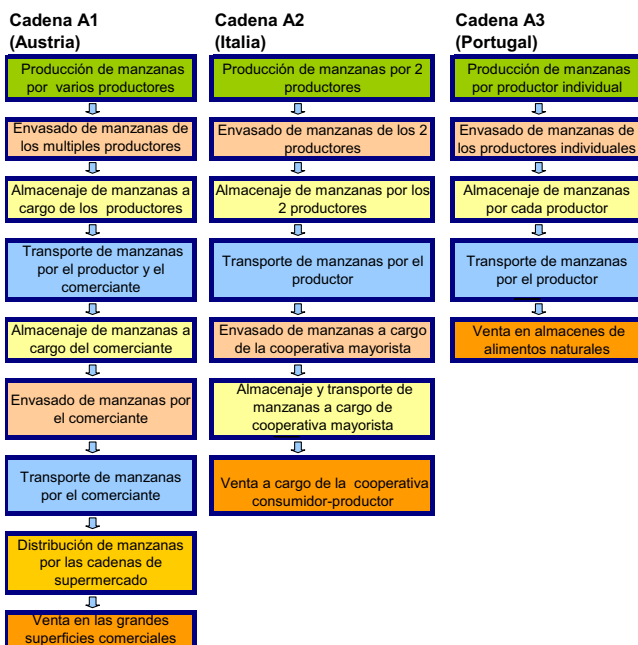 Cadena A1
(Austria)
Producción de manzanas
por varios productores
Envasado de manzanas de
los multiples productores
Almacenaje de manzanas a
cargo de los productores
Transporte de manzanas
por el productor y el
comerciante
Almacenaje de manzanas a
cargo del comerciante
Envasado de manzanas por
el comerciante
Transporte de manzanas
por el comerciante
Distribución de manzanas
por las cadenas de
supermercado
Venta en las grandes
superficies comerciales
Cadena A2
(Italia)
Producción de manzanas por 2
productores
Envasado de manzanas de los 2
productores
Almacenaje de manzanas por los
2 productores
Transporte de manzanas por el
productor
Envasado de manzanas a cargo
de la cooperativa mayorista
Almacenaje y transporte de
manzanas a cargo de
cooperativa mayorista
Venta a cargo de la cooperativa
consumidor-productor
Cadena A3
(Portugal)
Producción de manzanas
por productor individual
Envasado de manzanas de
los productores individuales
Almacenaje de manzanas
por cada productor
Transporte de manzanas
por el productor
Venta en almacenes de
alimentos naturales